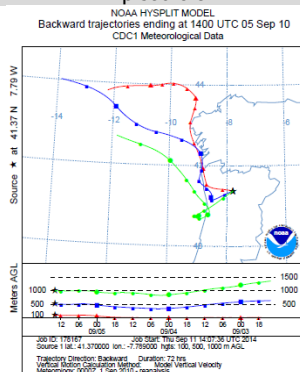 NOAA HYSPLIT MODEL
Backward trajectories ending at 1400 UTC 05 Sep 10
CDC1 Meteorological Data
Source ★ at 41.37 N 7.79 W
-14
-12
-10
-8
-6
44
Meters AGL
1500
1000
1000
500
500
100
12 06 00 18 12 06 00 18 12 06 00 18
09/05 09/04 09/03
Job ID: 178167 Job Start: Thu Sep 11 14:07:36 UTC 2014
Source 1 lat.: 41.370000 lon.: -7.789000 hgts: 100, 500, 1000 m AGL
Trajectory Direction: Backward Duration: 72 hrs
Vertical Motion Calculation Method: Model Vertical Velocity
Meteorology: 0000Z 1 Sep 2010 - reanalysis